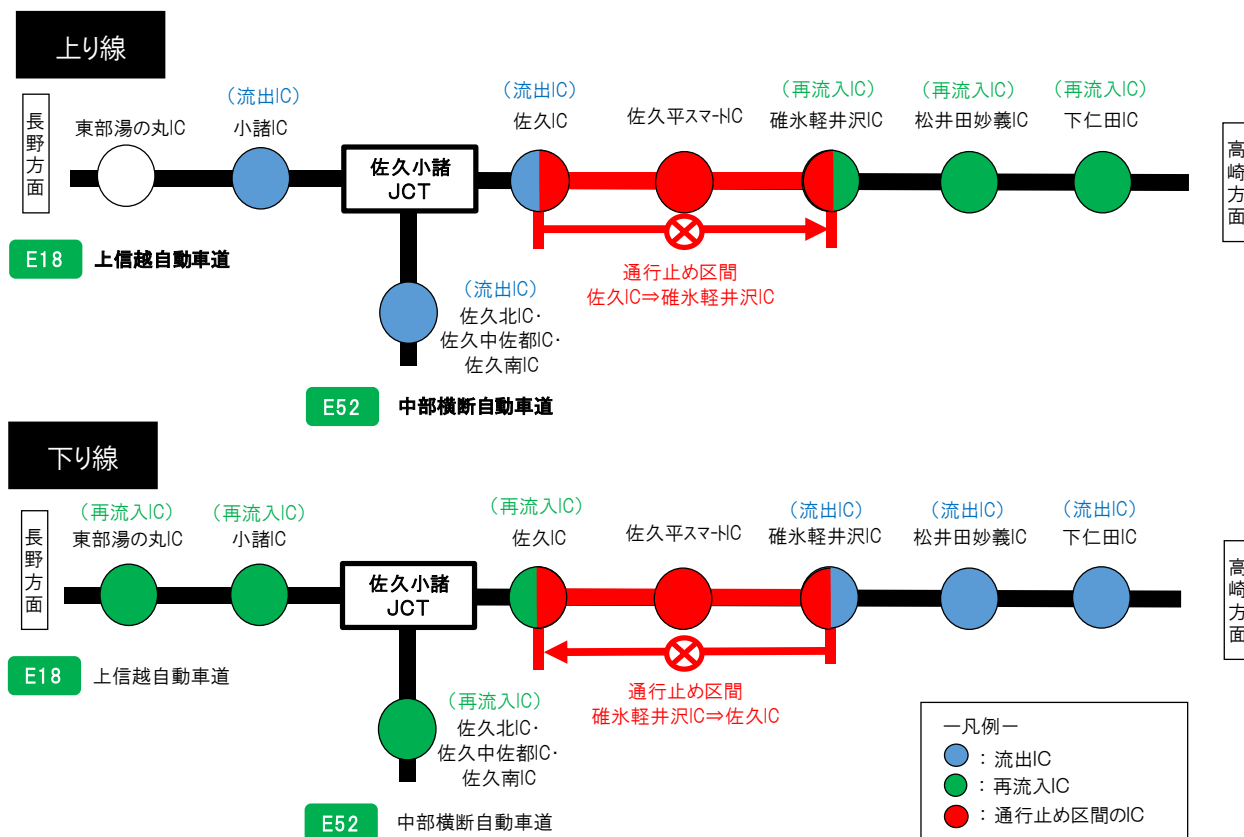 上り線
長野方面
東部湯の丸IC
(流出IC)
小諸IC
佐久小諸
JCT
(流出IC)
佐久IC
佐久平スマートIC
(再流入IC)
碓氷軽井沢IC
(再流入IC)
松井田妙義IC
(再流入IC)
下仁田IC
高崎方面
E18 上信越自動車道
通行止め区間
佐久IC⇒碓氷軽井沢IC
(流出IC)
佐久北IC・
佐久中佐都IC・
佐久南IC
E52 中部横断自動車道
下り線
長野方面
(再流入IC)
東部湯の丸IC
(再流入IC)
小諸IC
佐久小諸
JCT
(再流入IC)
佐久IC
佐久平スマートIC
(流出IC)
碓氷軽井沢IC
(流出IC)
松井田妙義IC
(流出IC)
下仁田IC
高崎方面
E18 上信越自動車道
通行止め区間
碓氷軽井沢IC⇒佐久IC
(再流入IC)
佐久北IC・
佐久中佐都IC・
佐久南IC
E52 中部横断自動車道
－凡例－
：流出IC
：再流入IC
：通行止め区間のIC